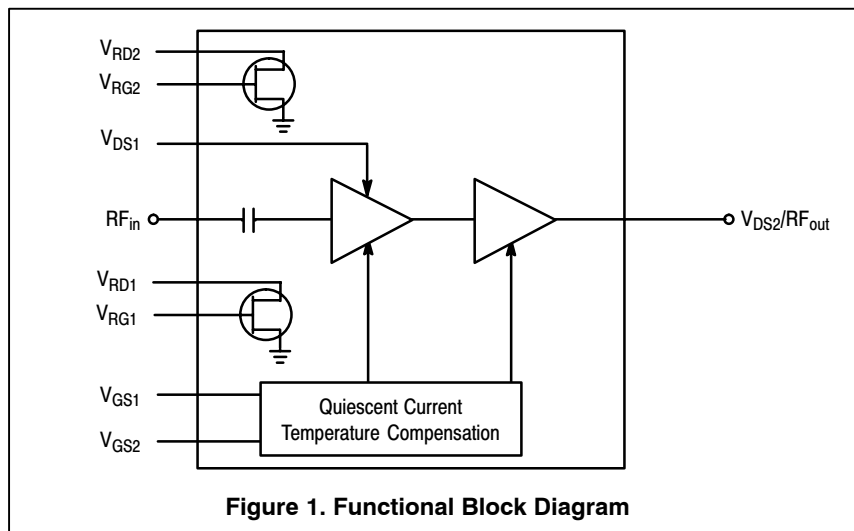 VRD2
VRG2
VDS1
RFin
VDS2/RFout
VRD1
VRG1
VGS1
VGS2
Quiescent Current
Temperature Compensation
Figure 1. Functional Block Diagram